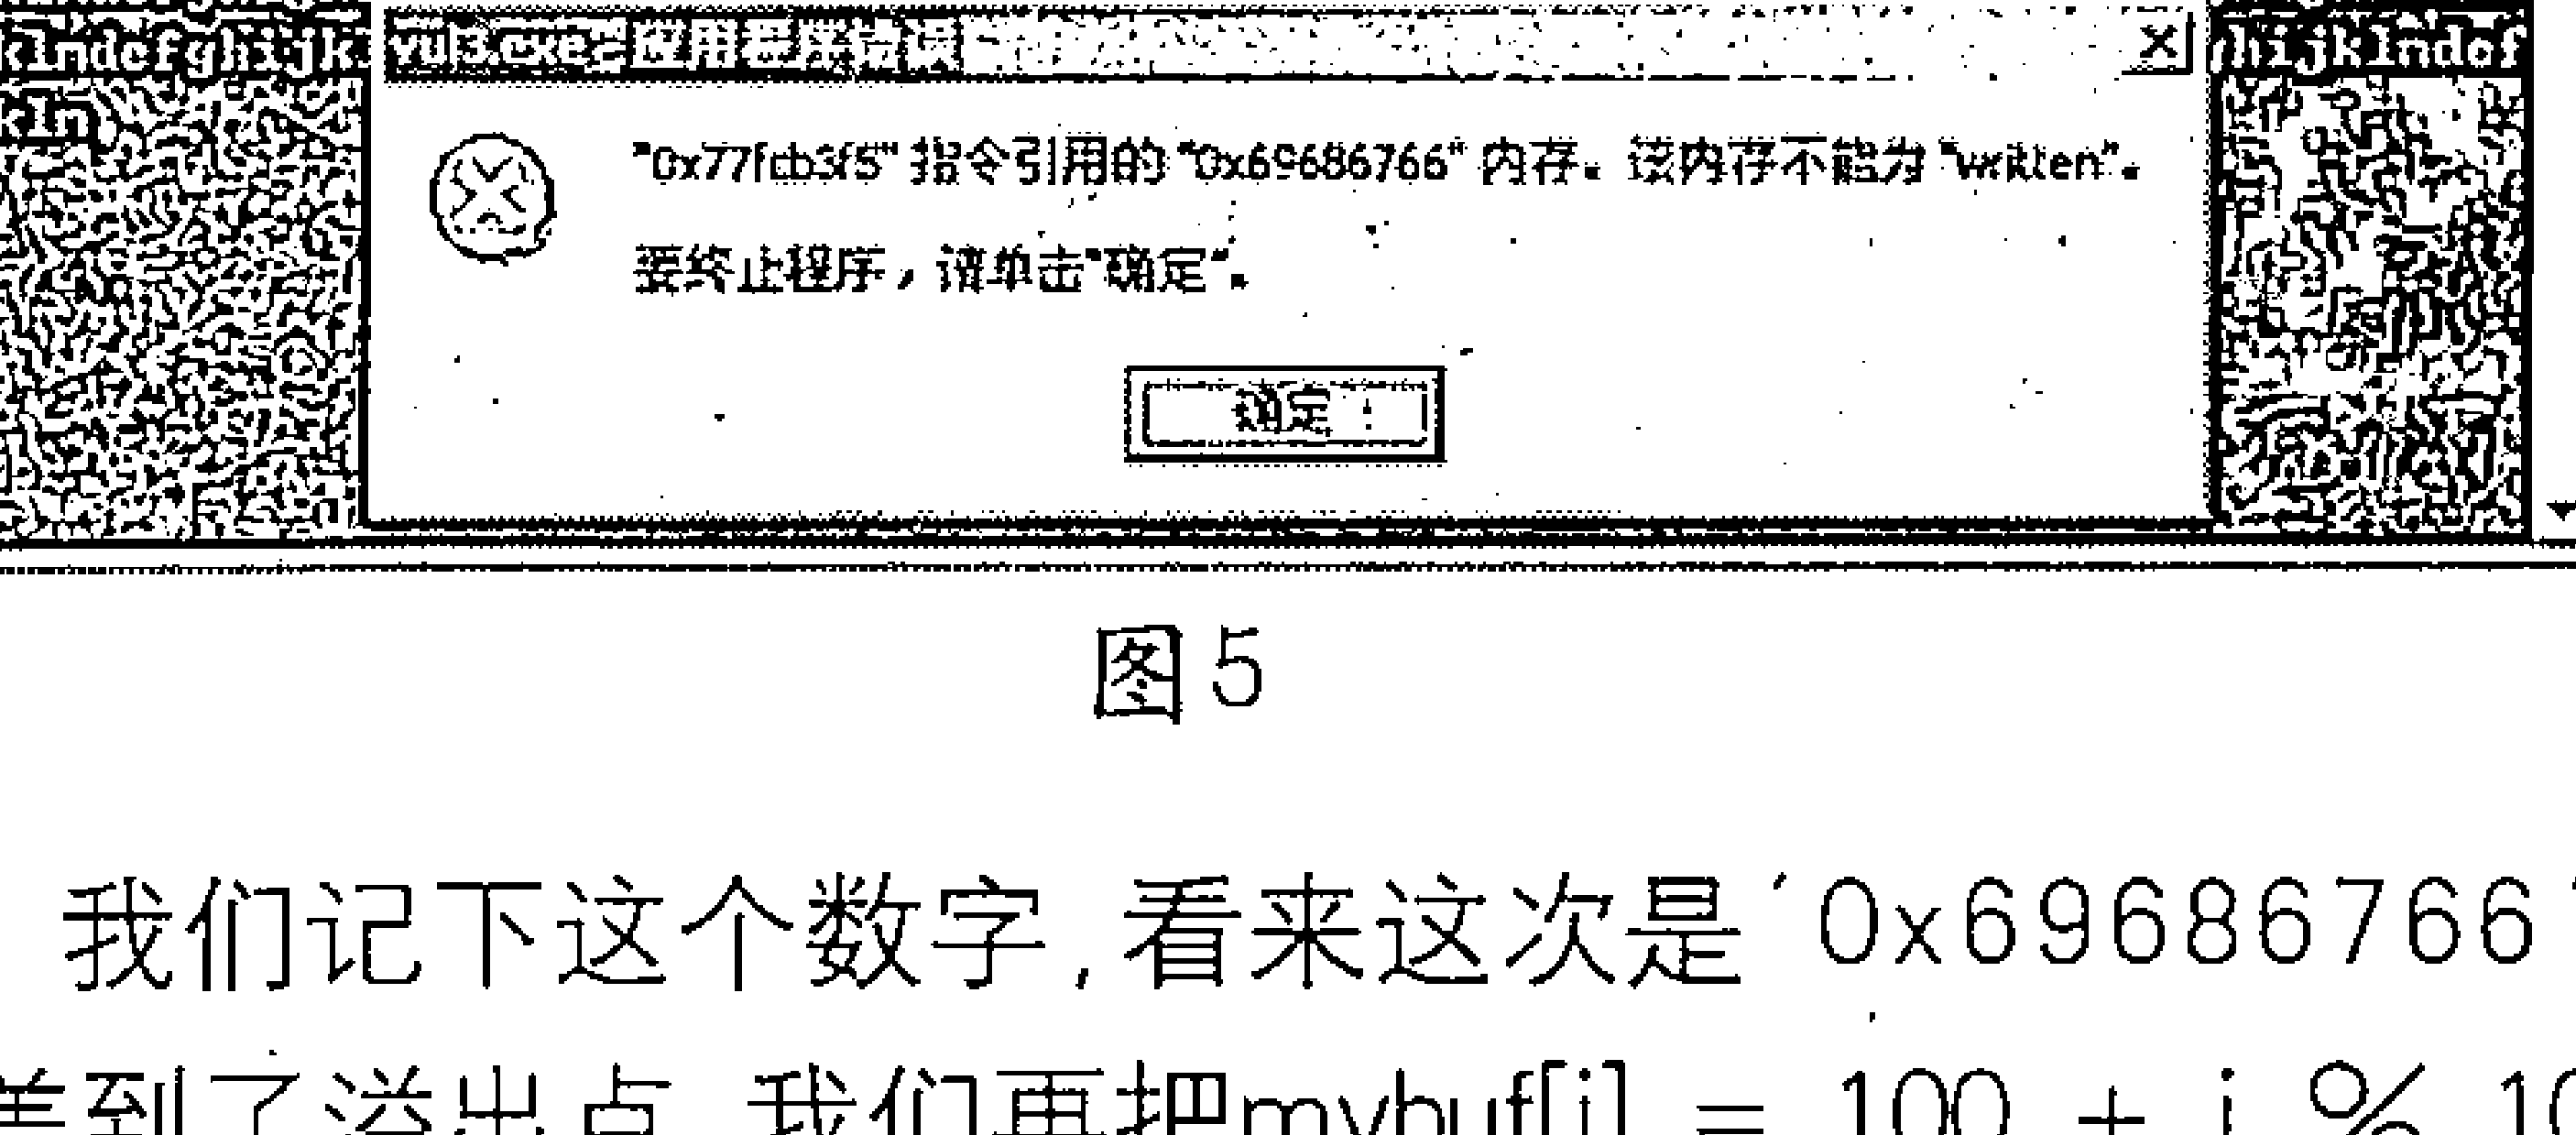 应用程序错误
"0x77fcb3f5" 指令引用的 "0x69686766" 内存。该内存不能为 "written"。
要终止程序，请单击"确定"。
确定
图5
我们记下这个数字,看来这次是'0x69686766'
到了溢出点 我们再把mybuf[i] = 100 + i % 10